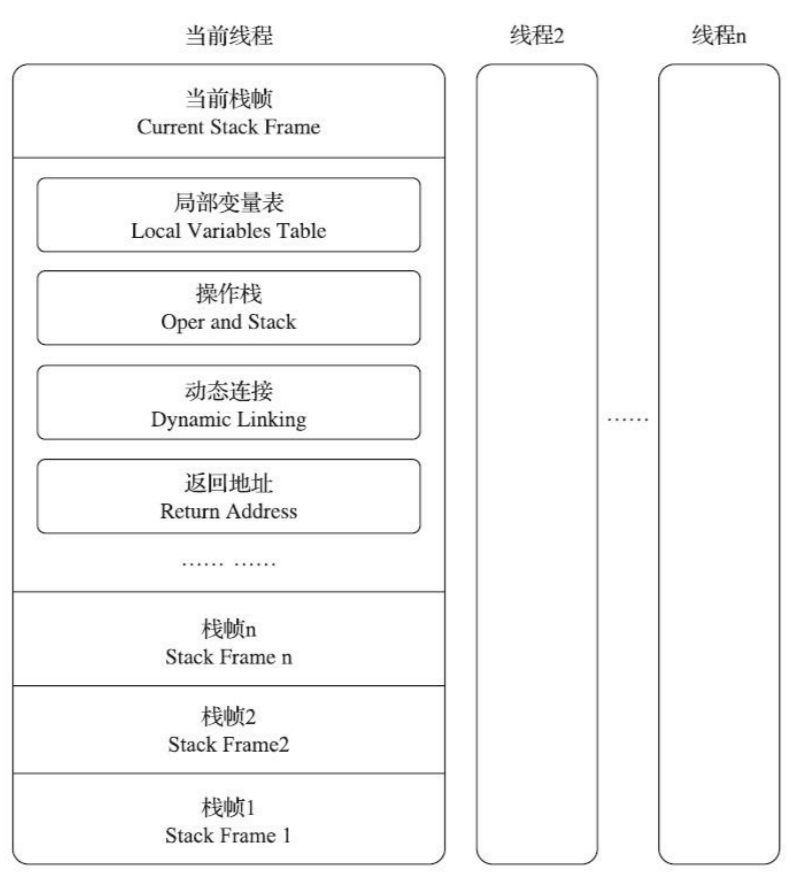 当前线程
线程2
线程n
当前栈帧
Current Stack Frame
局部变量表
Local Variables Table
操作栈
Oper and Stack
动态连接
Dynamic Linking
返回地址
Return Address
…… ……
……
栈帧n
Stack Frame n
栈帧2
Stack Frame2
栈帧1
Stack Frame 1